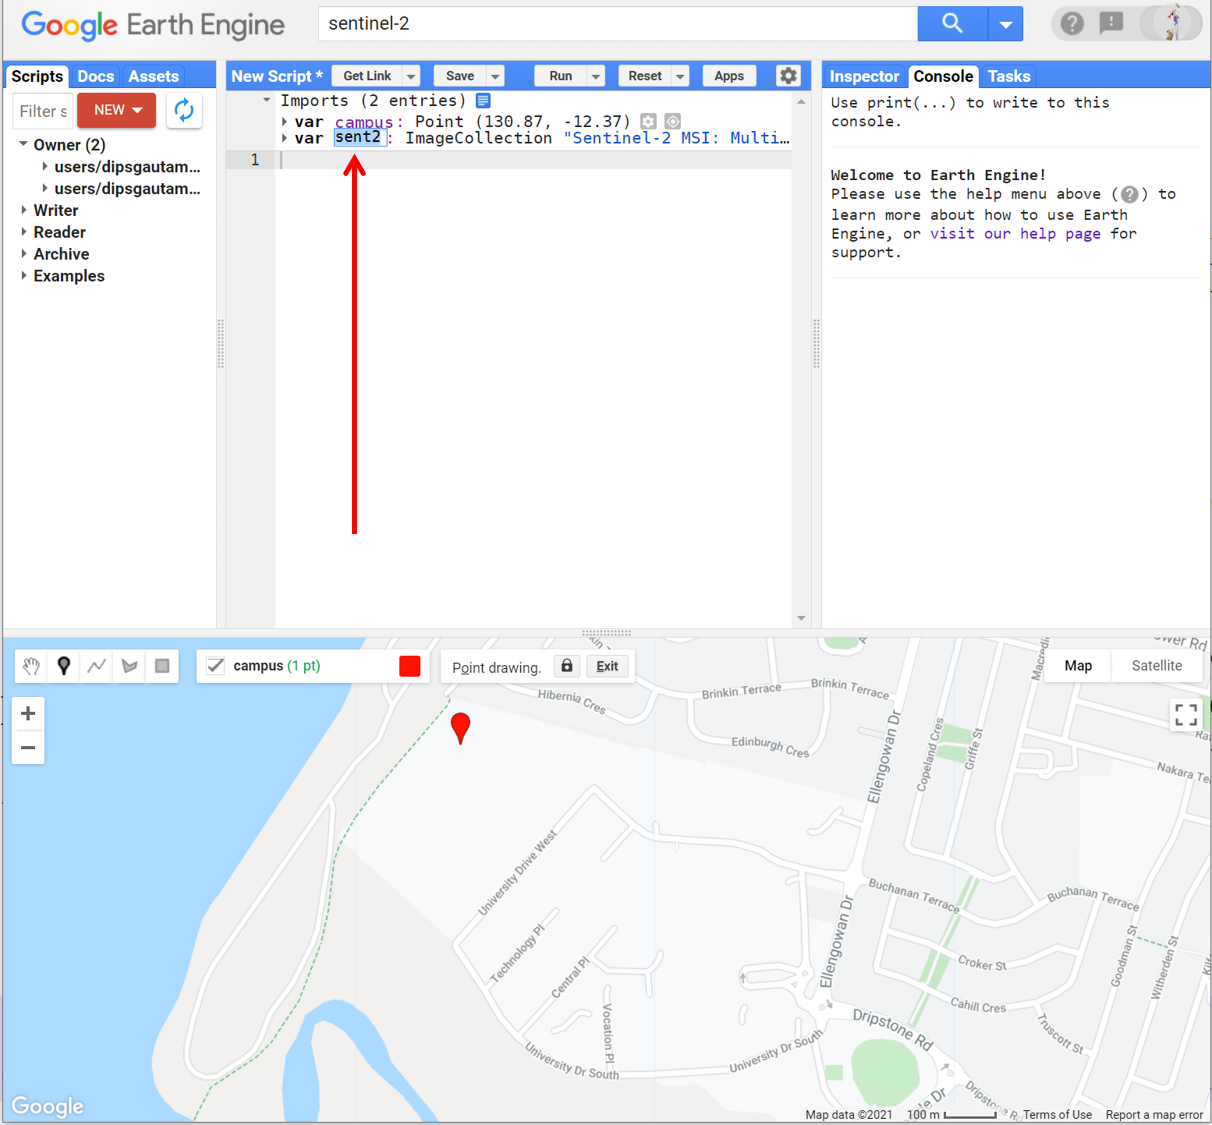 Google Earth Engine
sentinel-2
Scripts Docs Assets
Filter s
NEW
Owner (2)
users/dipsgautam...
users/dipsgautam...
Writer
Reader
Archive
Examples
New Script *
Get Link
Save
Run
Reset
Apps
Imports (2 entries)
var campus: Point (130.87, -12.37)
var sent2 : ImageCollection "Sentinel-2 MSI: Multi...
1
Inspector Console Tasks
Use print(...) to write to this
console.
Welcome to Earth Engine!
Please use the help menu above (?) to
learn more about how to use Earth
Engine, or visit our help page for
support.
campus (1 pt)
Point drawing.
Exit
Map
Satellite
+
−
Hibernia Cres
Brinkin Terrace
Brinkin Terrace
Edinburgh Cres
Ellengowan Dr
Copeland Cres
Griffe St
Nakara Te
University Drive West
Technology Pl
Central Pl
Vocation Pl
University Dr South
University Dr South
Ellengowan Dr
Buchanan Terrace
Buchanan Terrace
Croker St
Cahill Cres
Goodman St
Witherden St
Truscott St
Dripstone Rd
Dripstone R
Google
Map data ©2021
100 m
Terms of Use
Report a map error